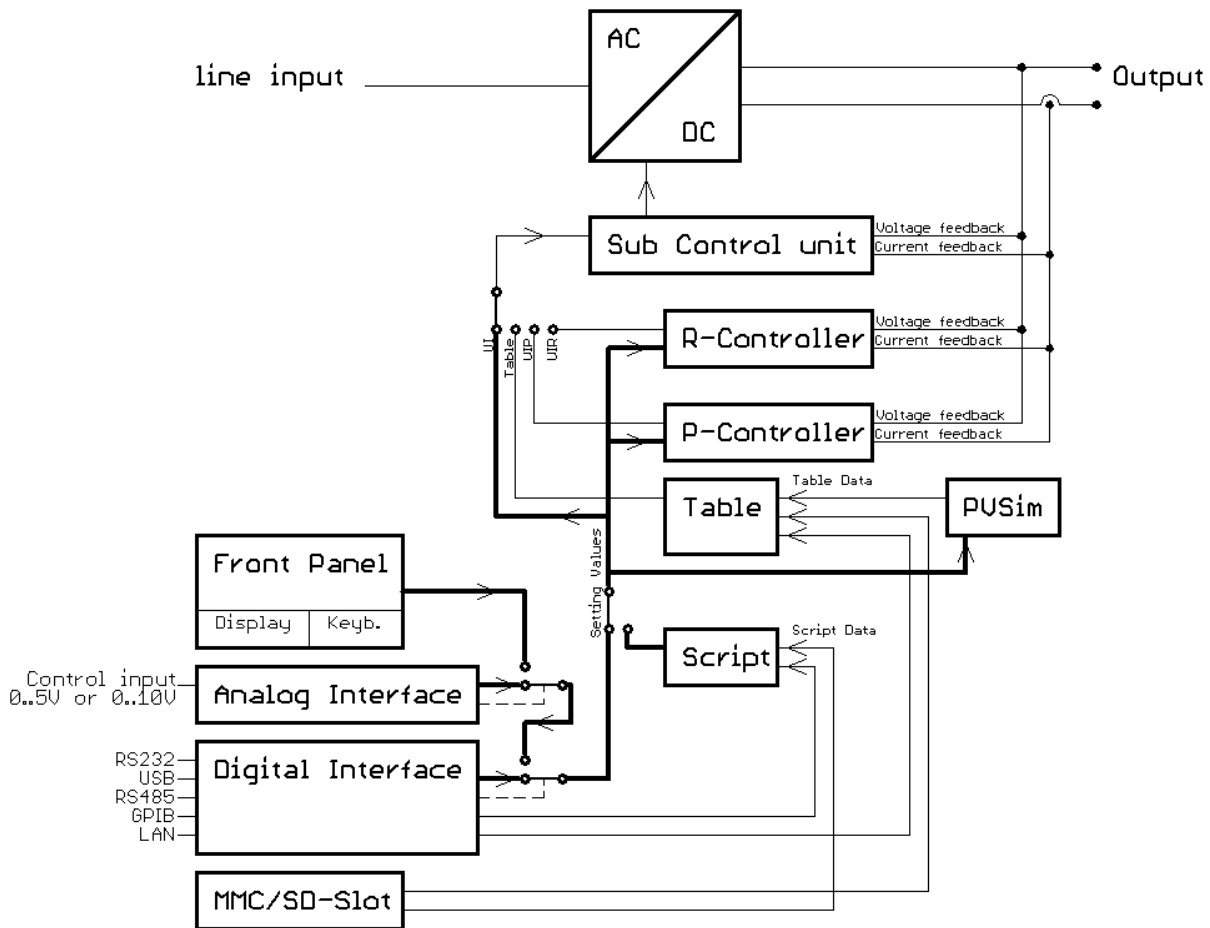 AC
line input
Output
DC
Voltage feedback
Sub Control unit
Current feedback
Voltage feedback
R-Controller
Current feedback
UI
Table
UIP
UIR
Voltage feedback
P-Controller
Current feedback
Table Data
Table
PVSim
Setting Values
Front Panel
Display
Keyb.
Script Data
Script
Control input
0..5V or 0..10V
Analog Interface
RS232
USB
RS485
GPIB
LAN
Digital Interface
MMC/SD-Slot